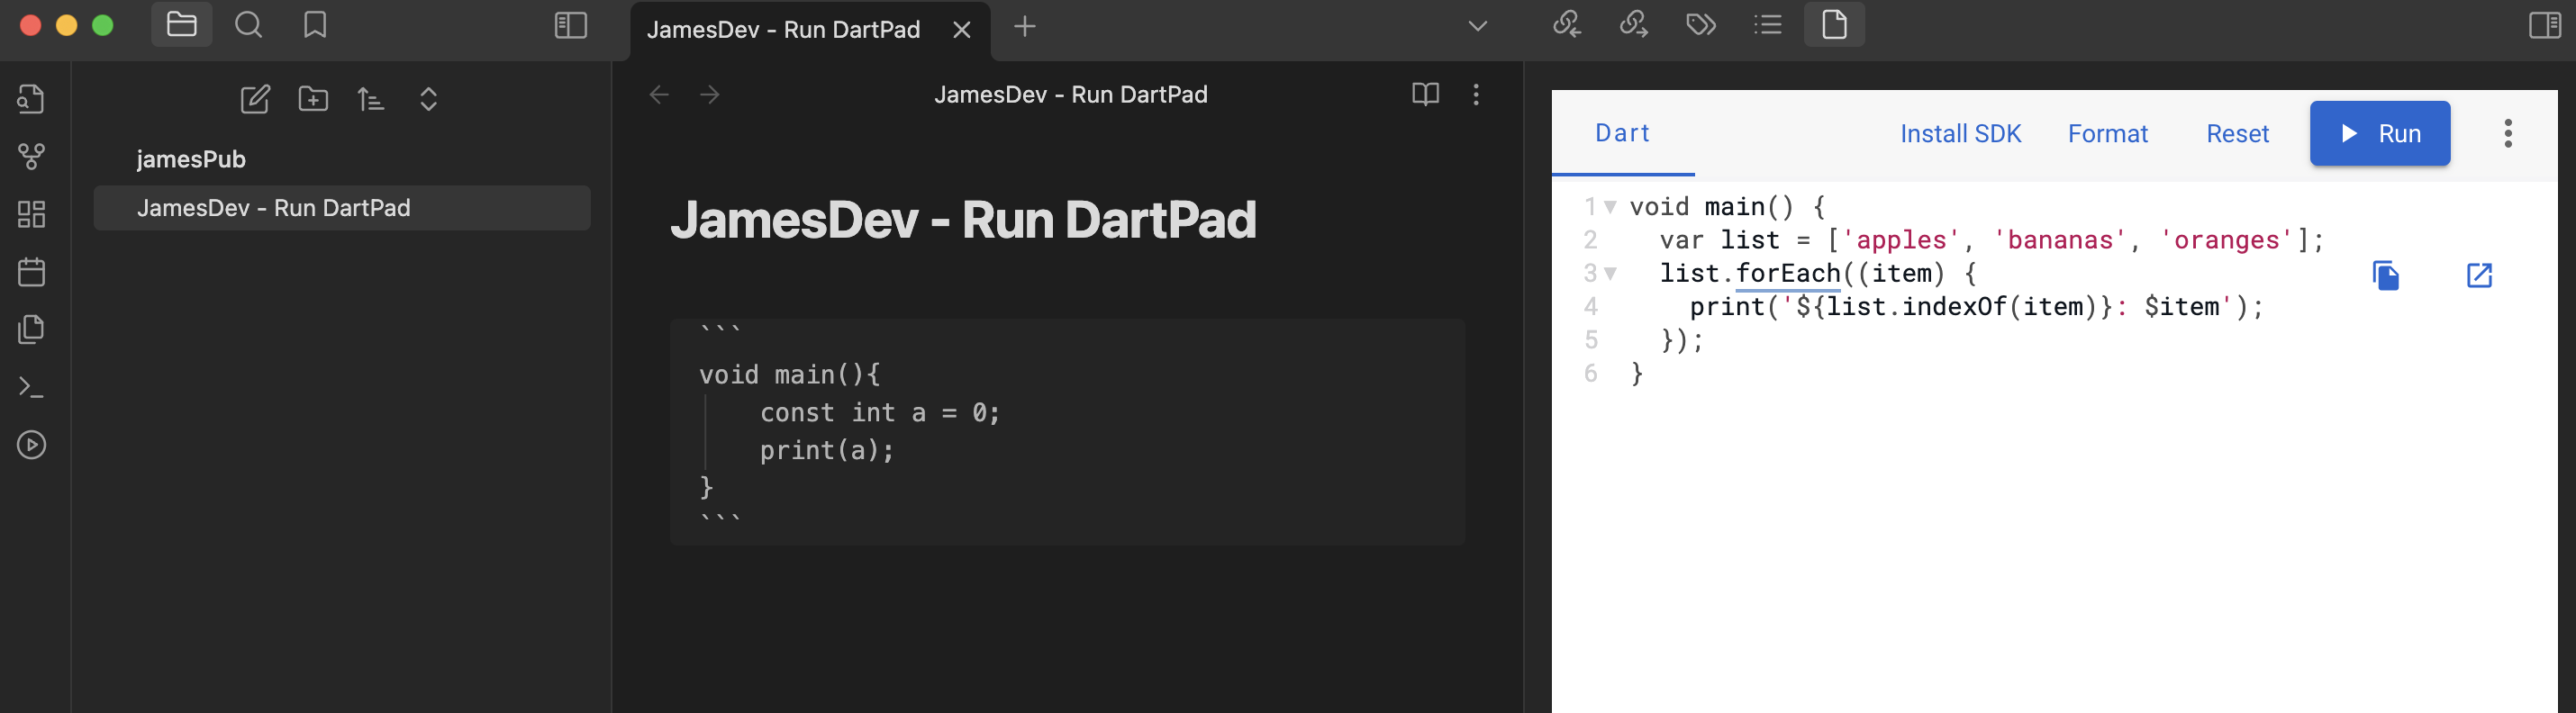 JamesDev - Run DartPad
jamesPub
JamesDev - Run DartPad
JamesDev - Run DartPad
JamesDev - Run DartPad
```
void main(){
    const int a = 0;
    print(a);
}
```
Dart Install SDK Format Reset Run
1 void main() {
2   var list = ['apples', 'bananas', 'oranges'];
3   list.forEach((item) {
4     print('${list.indexOf(item)}: $item');
5   });
6 }